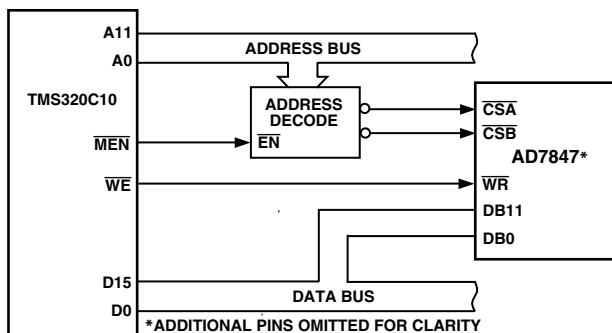 A11
ADDRESS BUS
A0
TMS320C10
ADDRESS
DECODE
CSA
CSB
MEN
EN
AD7847*
WE
WR
DB11
DB0
D15
DATA BUS
D0
*ADDITIONAL PINS OMITTED FOR CLARITY